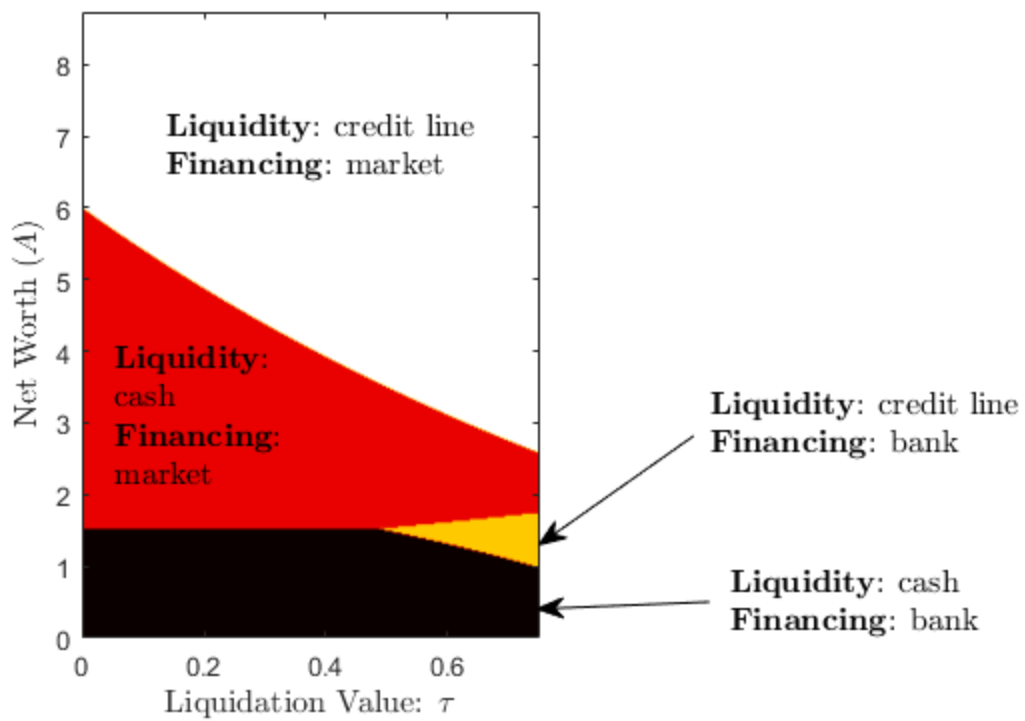 8
7
6
5
4
3
2
1
0
Net Worth (A)
Liquidity: credit line
Financing: market
Liquidity:
cash
Financing:
market
Liquidity: credit line
Financing: bank
Liquidity: cash
Financing: bank
0 0.2 0.4 0.6
Liquidation Value: τ